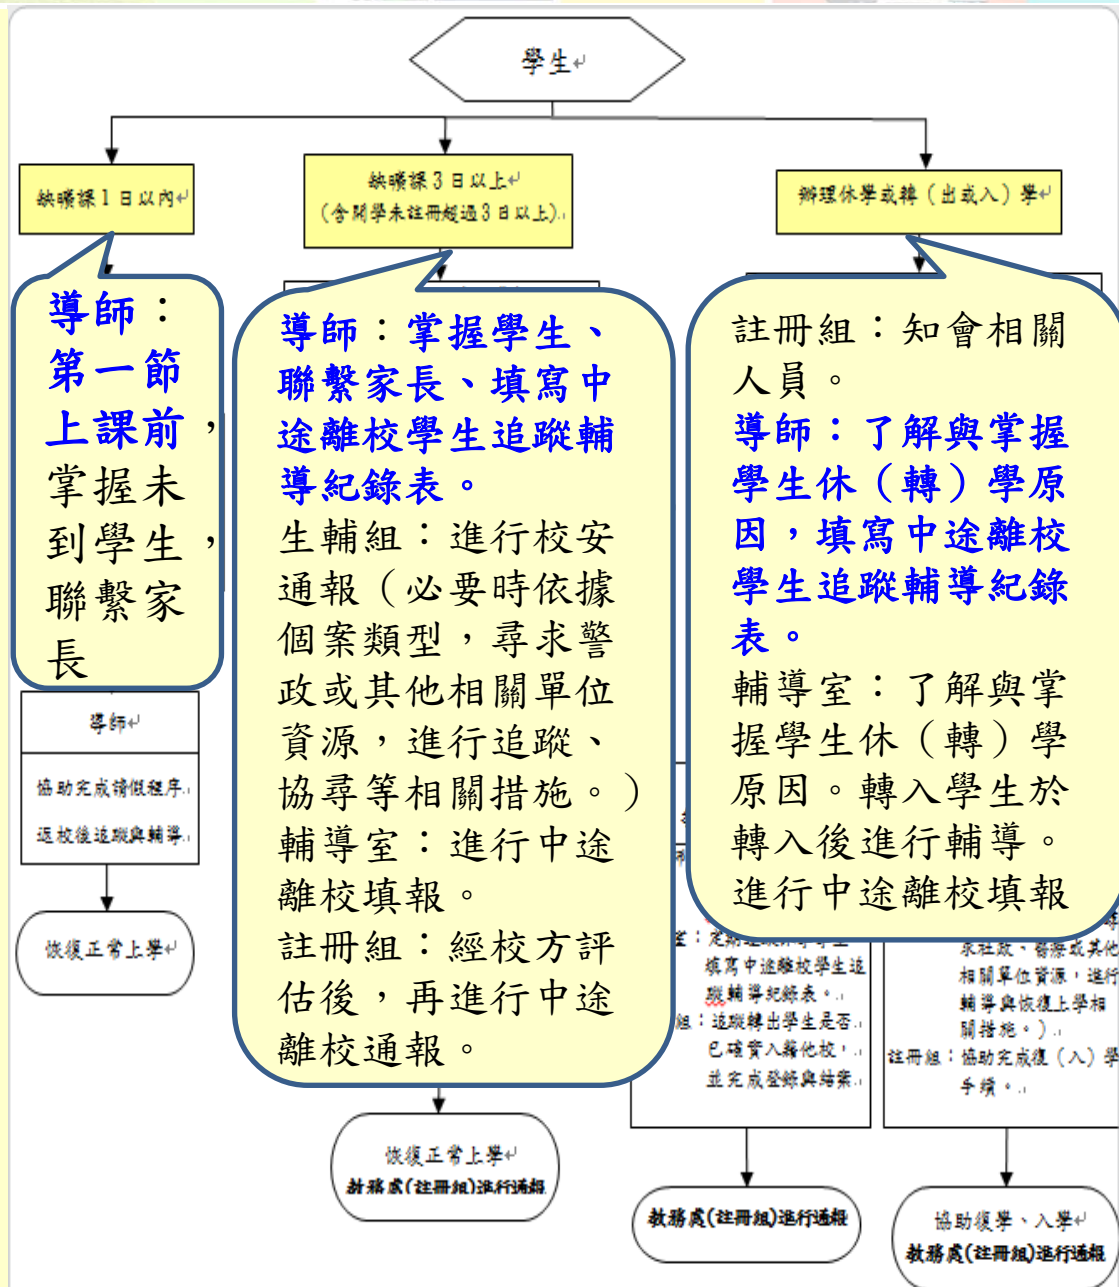 學生
缺曠課1日以內
缺曠課3日以上
(含開學未註冊超過3日以上)
辦理休學或轉（出或入）學
導師：
第一節
上課前，
掌握未
到學生，
聯繫家
長
導師
協助完成請假程序
返校後追蹤與輔導
恢復正常上學
導師：掌握學生、
聯繫家長、填寫中
途離校學生追蹤輔
導紀錄表。
生輔組：進行校安
通報（必要時依據
個案類型，尋求警
政或其他相關單位
資源，進行追蹤、
協尋等相關措施。）
輔導室：進行中途
離校填報。
註冊組：經校方評
估後，再進行中途
離校通報。
恢復正常上學
教務處(註冊組)進行通報
註冊組：知會相關
人員。
導師：了解與掌握
學生休（轉）學原
因，填寫中途離校
學生追蹤輔導紀錄
表。
輔導室：了解與掌
握學生休（轉）學
原因。轉入學生於
轉入後進行輔導。
進行中途離校填報
填寫中途離校學生追
蹤輔導紀錄表。
組：追蹤轉出學生是否
已確實入籍他校，
並完成登錄與結案
教務處(註冊組)進行通報
求社政、醫療或其他
相關單位資源，進行
輔導與恢復上學相
關措施。)
註冊組：協助完成復（入）學
手續。
協助復學、入學
教務處(註冊組)進行通報